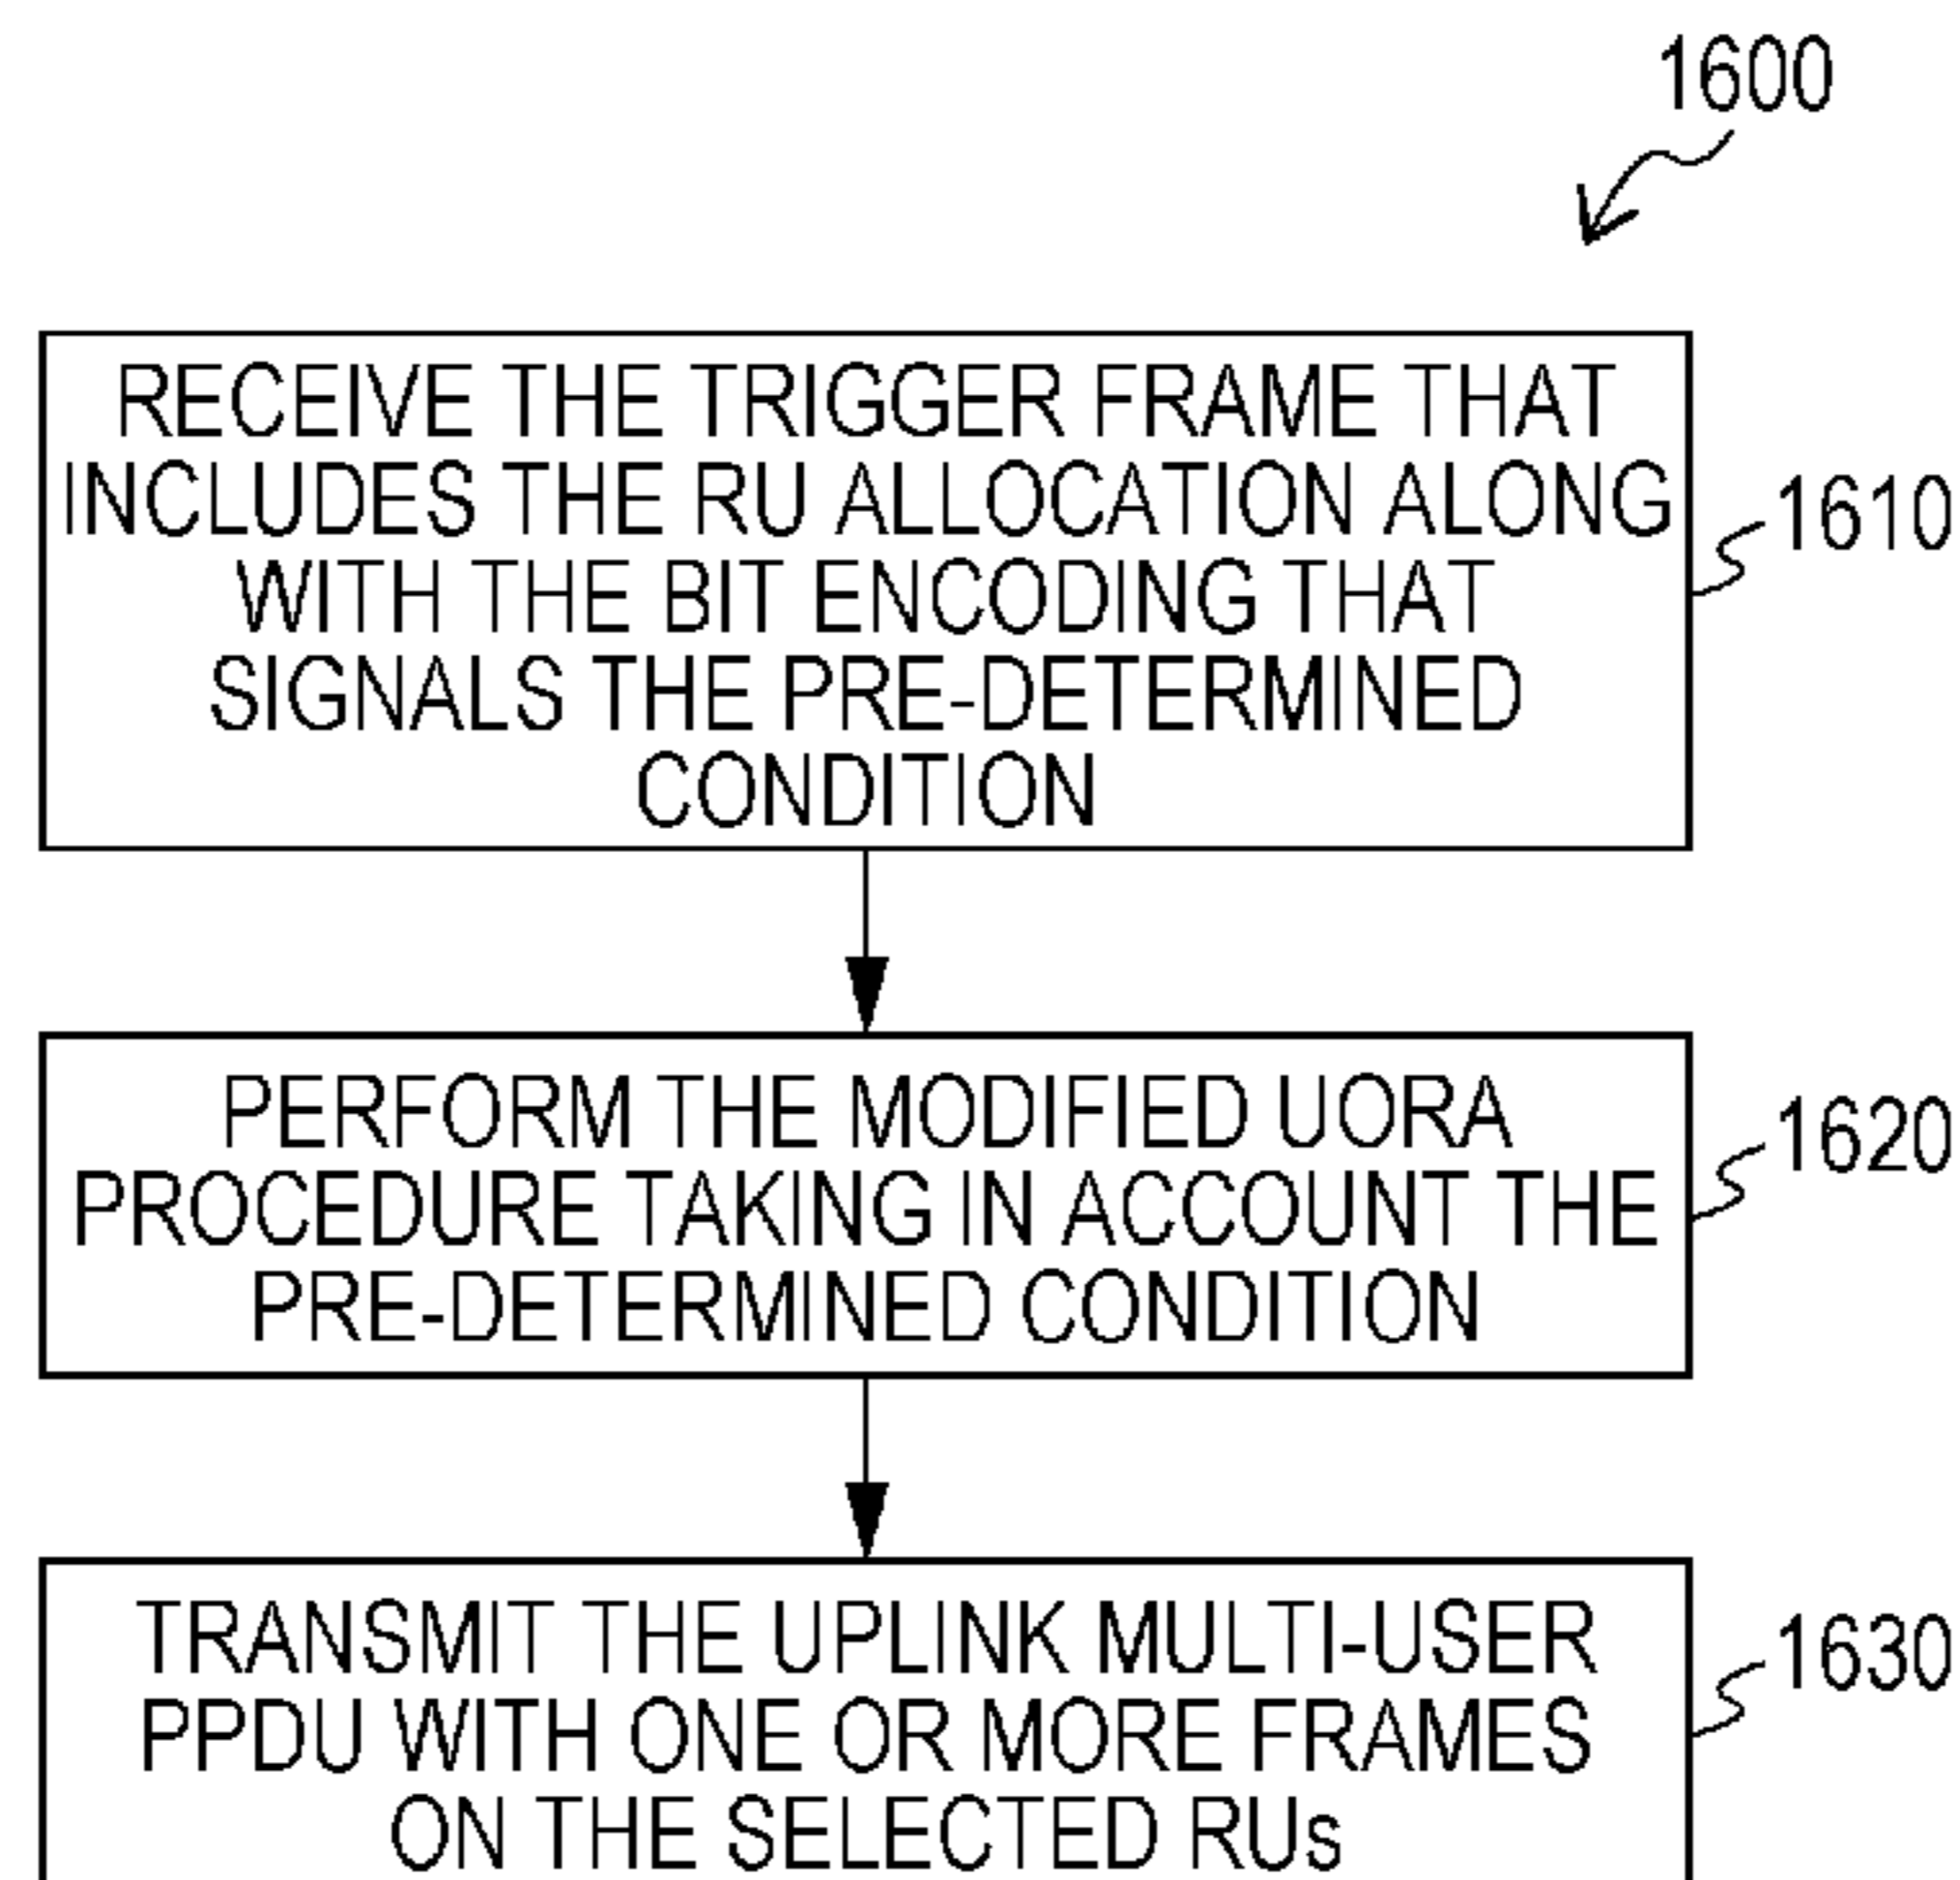 1600
RECEIVE THE TRIGGER FRAME THAT
INCLUDES THE RU ALLOCATION ALONG
WITH THE BIT ENCODING THAT
SIGNALS THE PRE-DETERMINED
CONDITION
1610
PERFORM THE MODIFIED UORA
PROCEDURE TAKING IN ACCOUNT THE
PRE-DETERMINED CONDITION
1620
TRANSMIT THE UPLINK MULTI-USER
PPDU WITH ONE OR MORE FRAMES
ON THE SELECTED RUs
1630